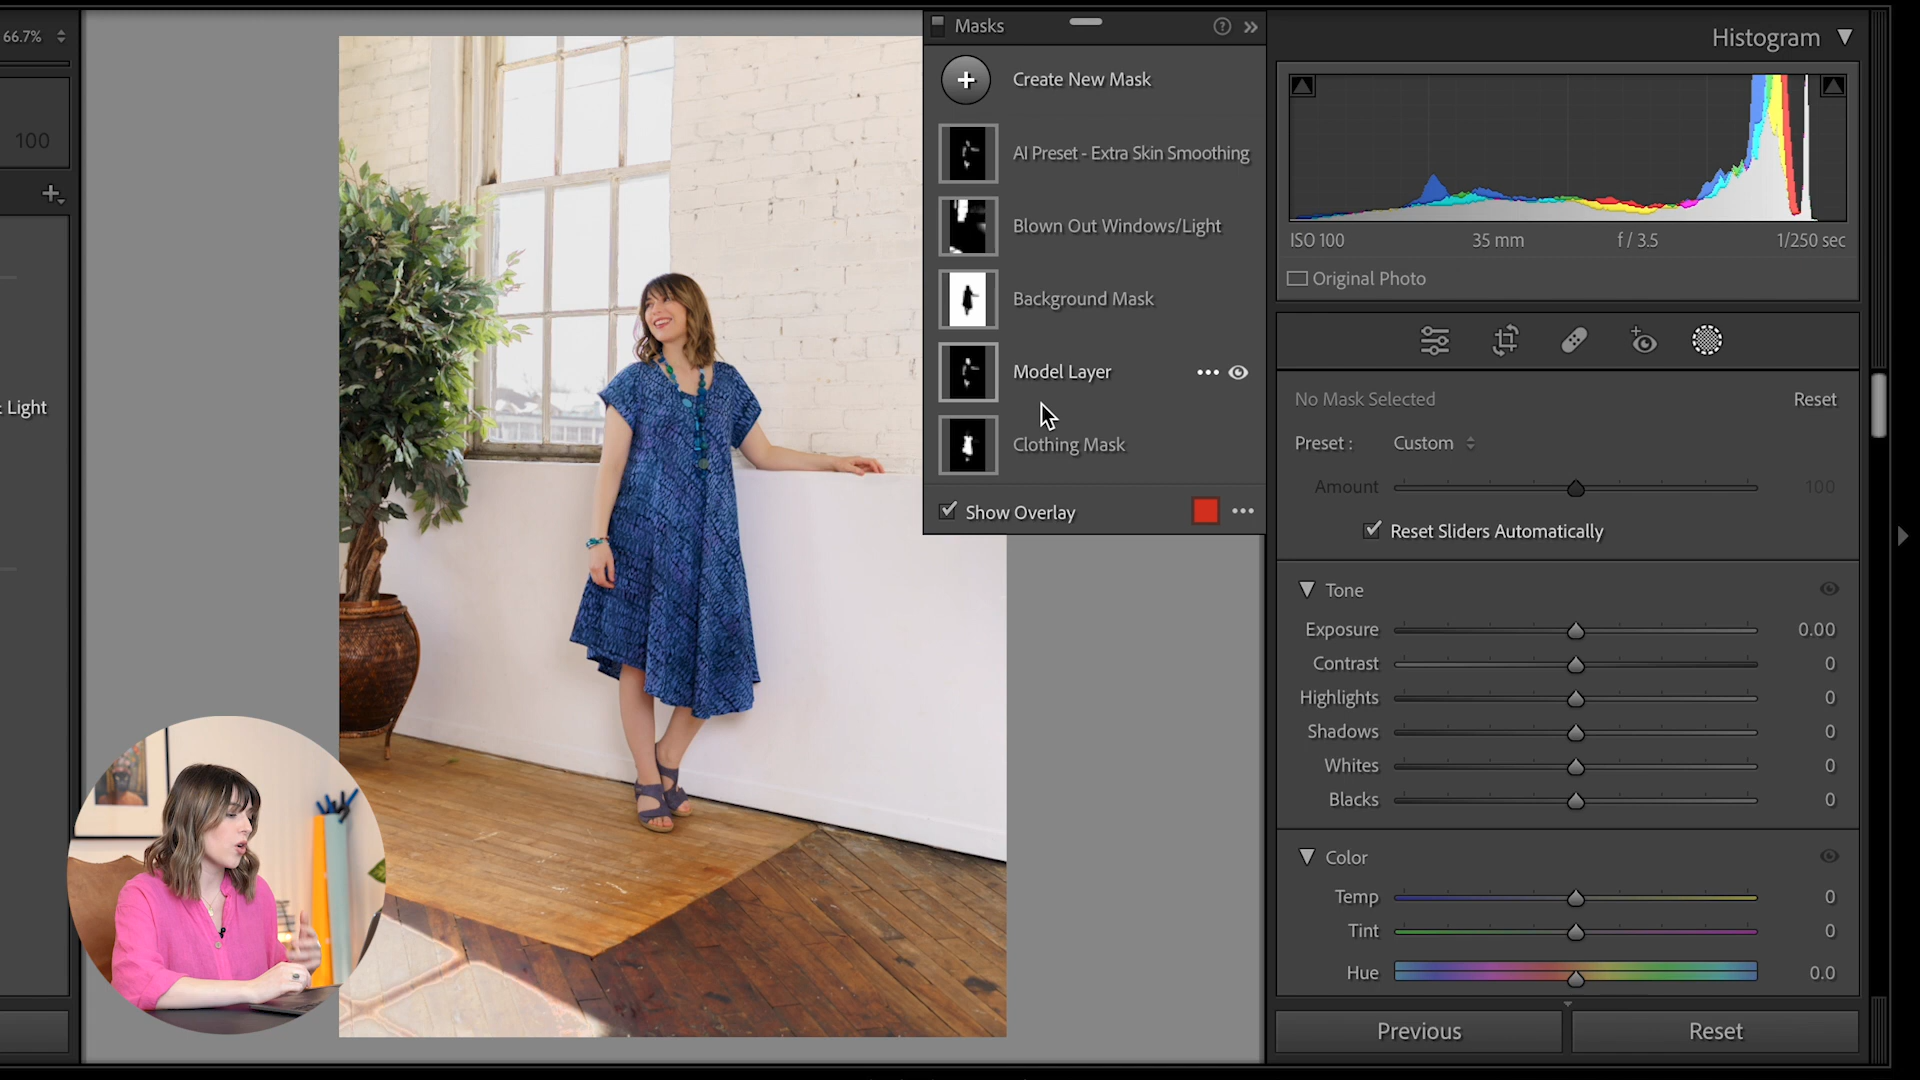 66.7%
100
: Light
Masks
Create New Mask
AI Preset - Extra Skin Smoothing
Blown Out Windows/Light
Background Mask
Model Layer
Clothing Mask
Show Overlay
Histogram
ISO 100 35 mm f / 3.5 1/250 sec
Original Photo
No Mask Selected Reset
Preset : Custom
Amount 100
Reset Sliders Automatically
Tone
Exposure 0.00
Contrast 0
Highlights 0
Shadows 0
Whites 0
Blacks 0
Color
Temp 0
Tint 0
Hue 0.0
Previous Reset